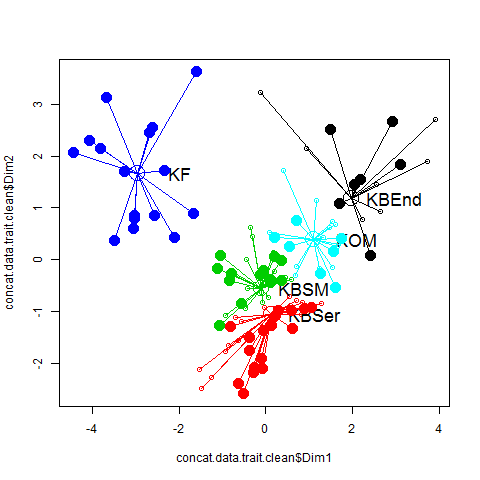 concat.data.trait.clean$Dim2
3
2
1
0
-1
-2
KF
KBEnd
KOM
KBSM
KBSer
-4
-2
0
2
4
concat.data.trait.clean$Dim1